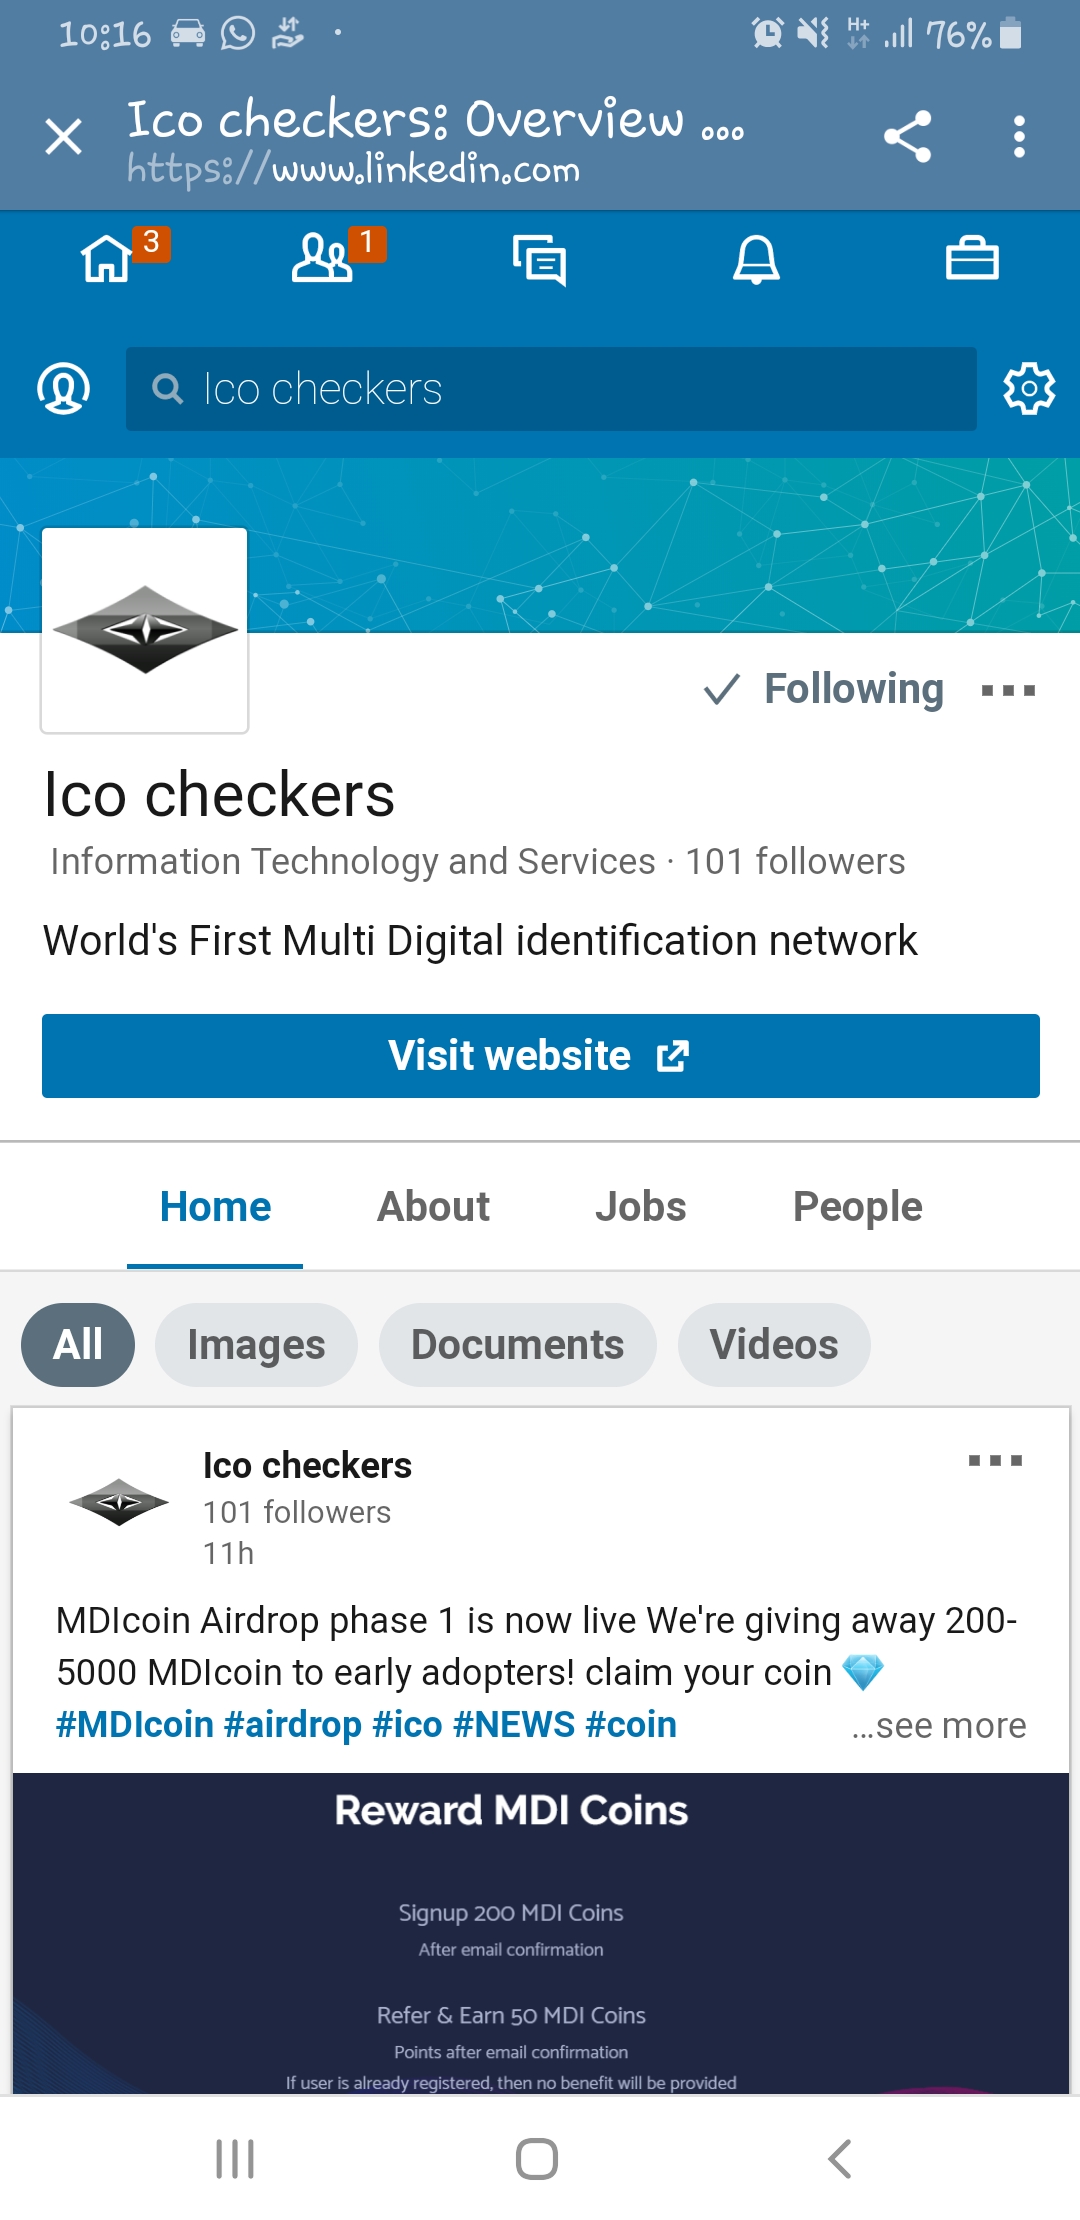 10:16
H+
76%
Ico checkers: Overview ...
https://www.linkedin.com
3
1
Ico checkers
Following
Ico checkers
Information Technology and Services · 101 followers
World's First Multi Digital identification network
Visit website
Home About Jobs People
All Images Documents Videos
Ico checkers
101 followers
11h
MDIcoin Airdrop phase 1 is now live We're giving away 200-
5000 MDIcoin to early adopters! claim your coin 💎
#MDIcoin #airdrop #ico #NEWS #coin ...see more
Reward MDI Coins
Signup 200 MDI Coins
After email confirmation
Refer & Earn 50 MDI Coins
Points after email confirmation
If user is already registered, then no benefit will be provided